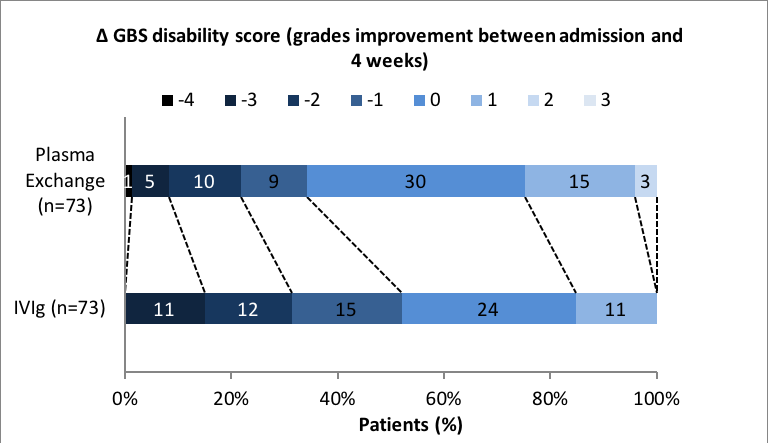 Δ GBS disability score (grades improvement between admission and
4 weeks)
-4 -3 -2 -1 0 1 2 3
Plasma
Exchange
(n=73)
1 5 10 9 30 15 3
IVIg (n=73)
11 12 15 24 11
0% 20% 40% 60% 80% 100%
Patients (%)